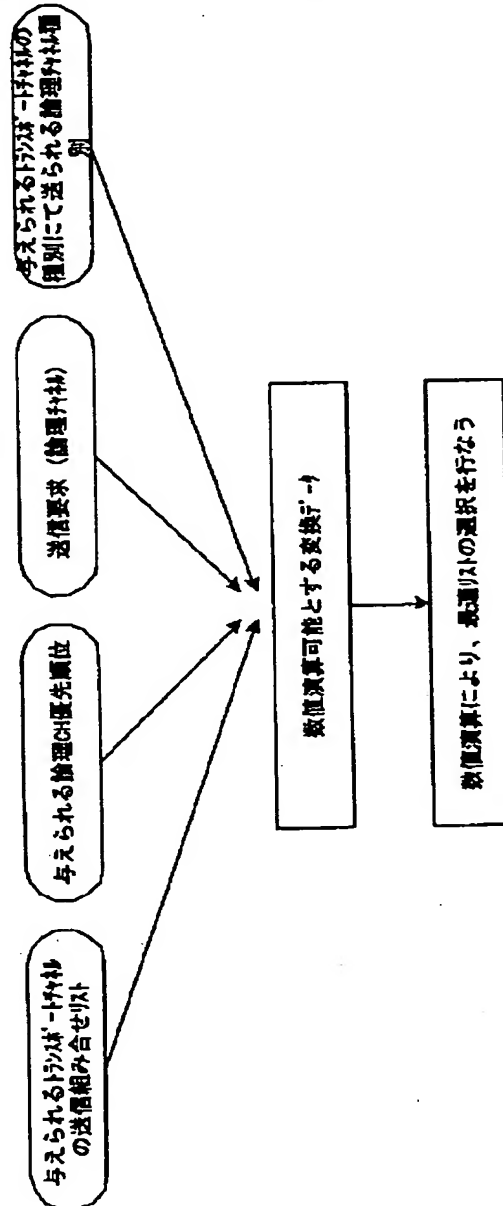 与えられるトランスポートチャネル
の送信組み合せリスト
与えられる論理CH優先順位
送信要求 (論理チャネル)
与えられるトランスポートチャネルの
種別にて送られる論理チャネル種
別
数値演算可能とする変換データ
数値演算により、最適リストの選択を行なう